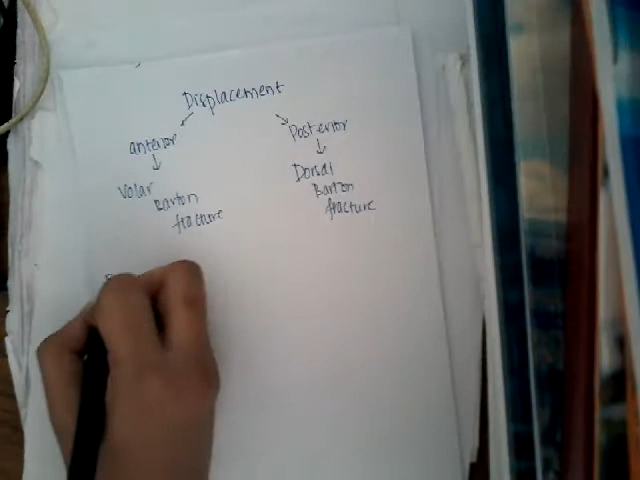 Displacement
anterior
Posterior
Volar
Barton
fracture
Dorsal
Barton
fracture